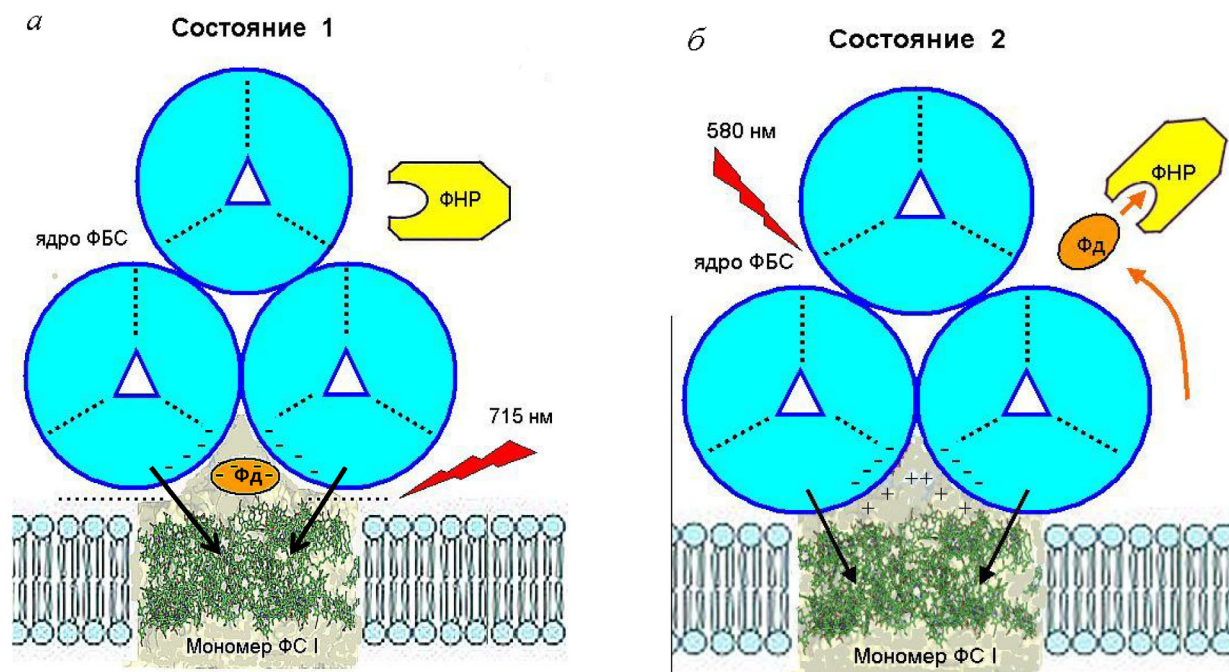 а
Состояние 1
ФНР
ядро ФБС
715 нм
Фд
Мономер ФС I
б
Состояние 2
580 нм
ФНР
Фд
ядро ФБС
Мономер ФС I